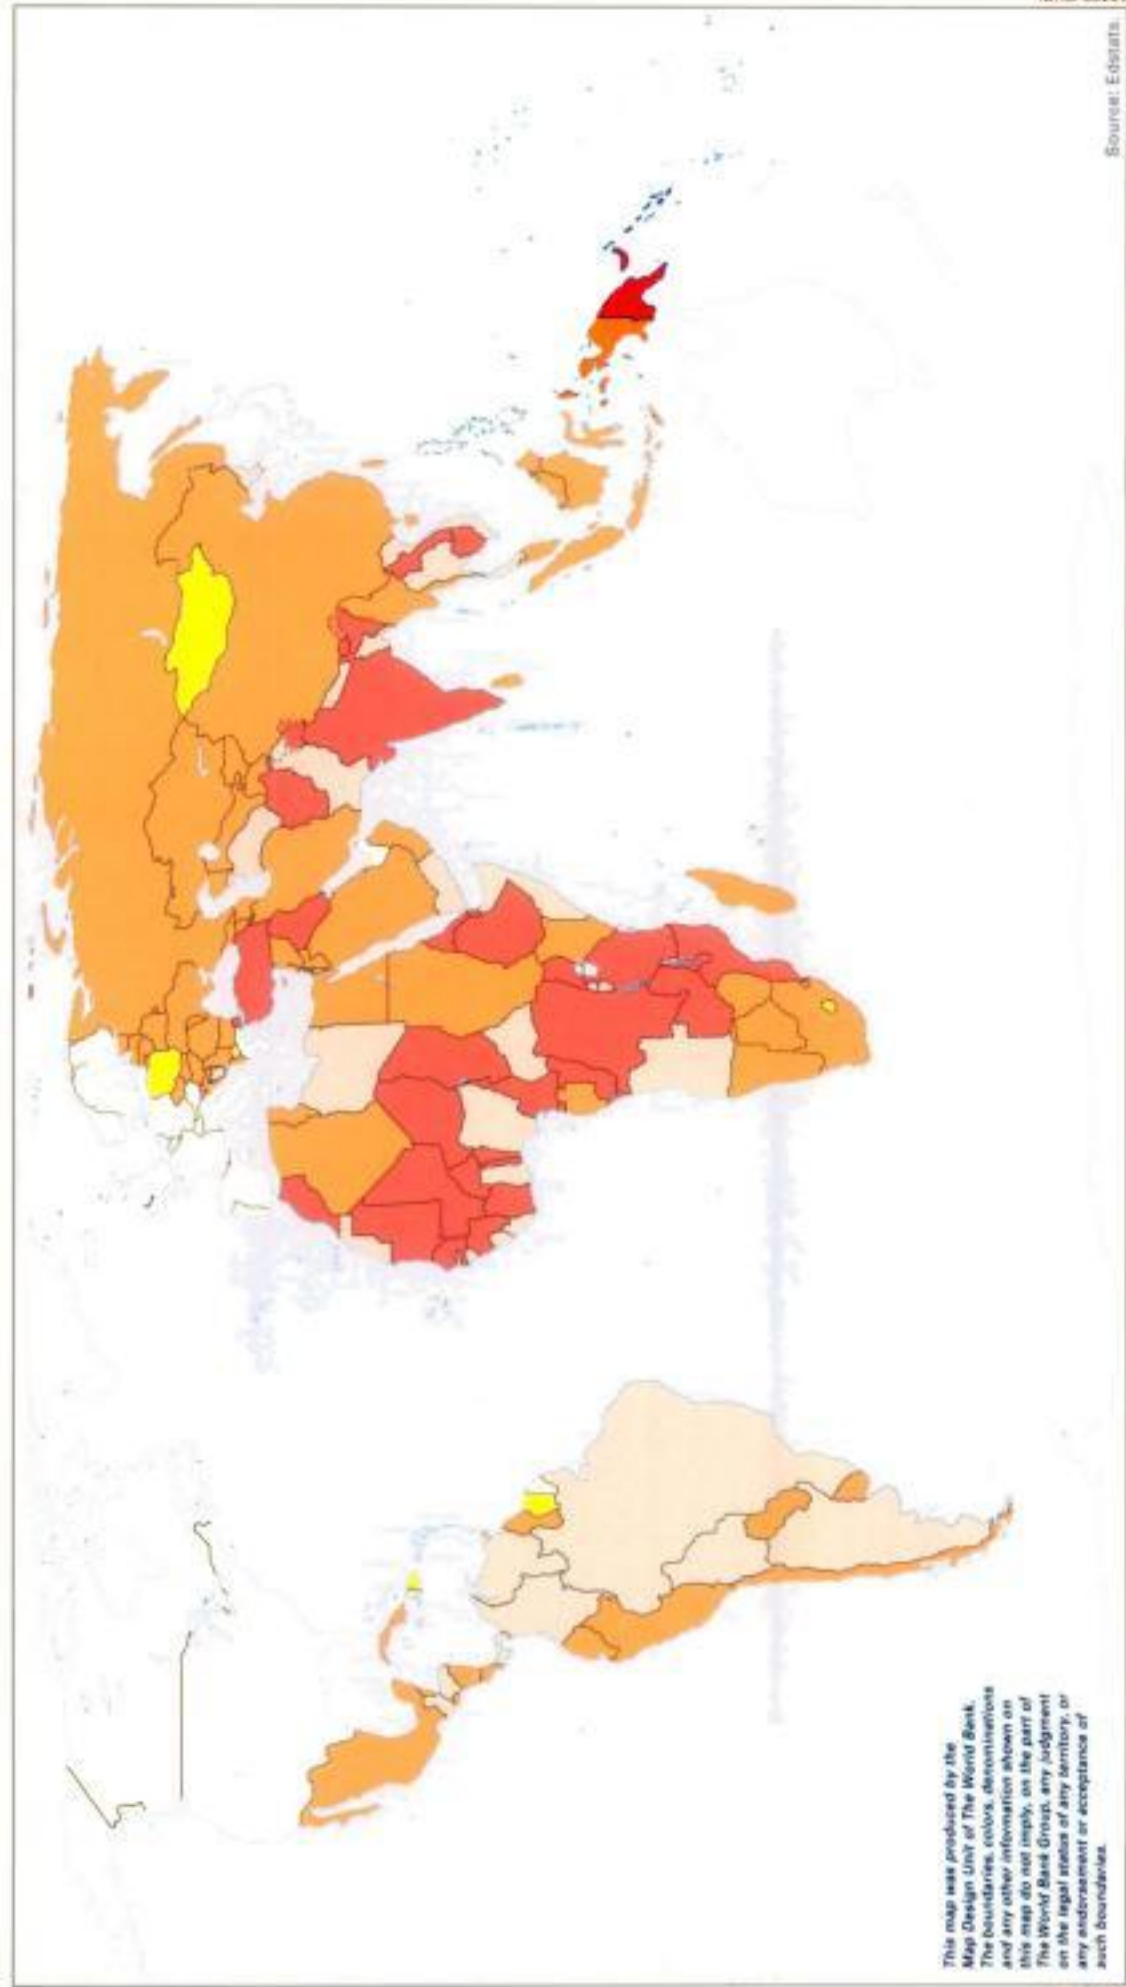 Source: Edstats.
This map was produced by the
Map Design Unit of The World Bank.
The boundaries, colors, denominations
and any other information shown on
this map do not imply, on the part of
The World Bank Group, any judgment
on the legal status of any territory, or
any endorsement or acceptance of
such boundaries.